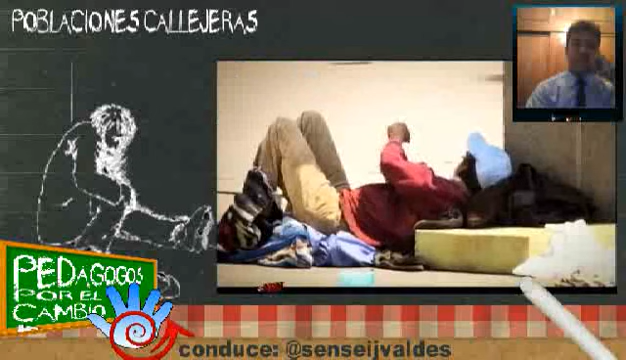 POBLACIONES CALLEJERAS
PEDAGOGOS
POR EL
CAMBIO
conduce: @senseijvaldes